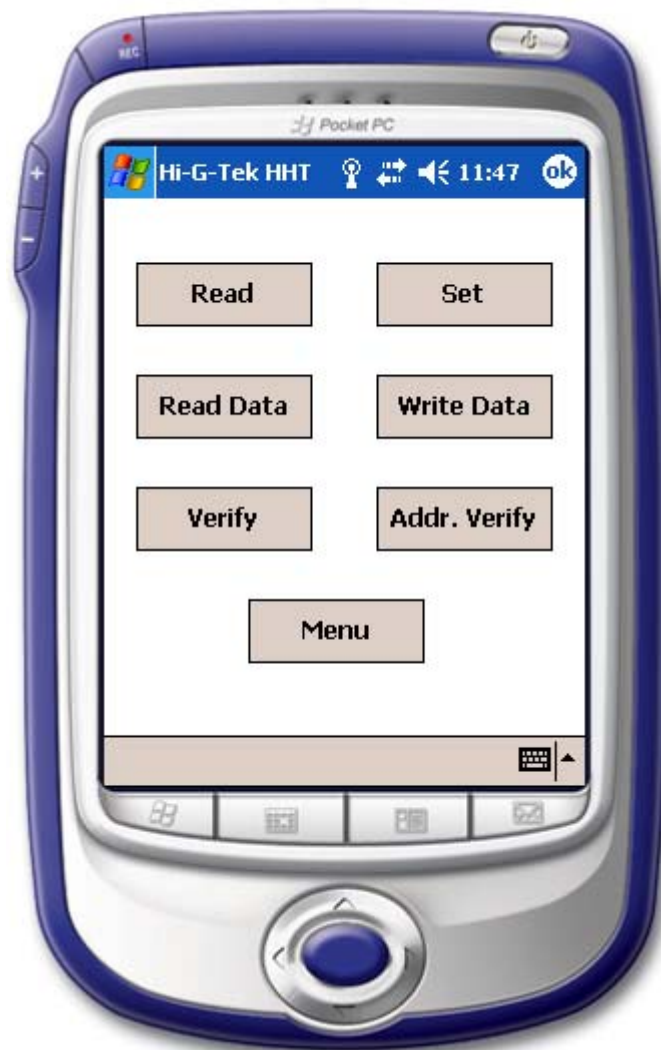 REC
Pocket PC
Hi-G-Tek HHT 11:47 ok
Read Set
Read Data Write Data
Verify Addr. Verify
Menu
+
-